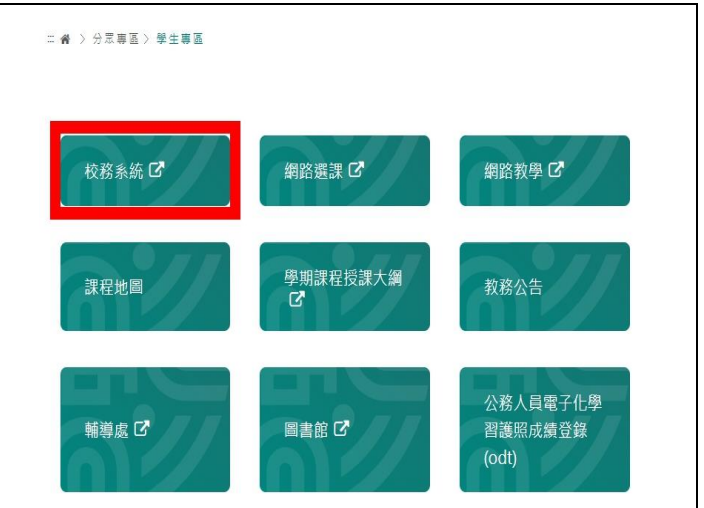 ::: > 分眾專區 > 學生專區
校務系統
網路選課
網路教學
課程地圖
學期課程授課大綱
教務公告
輔導處
圖書館
公務人員電子化學
習護照成績登錄
(odt)